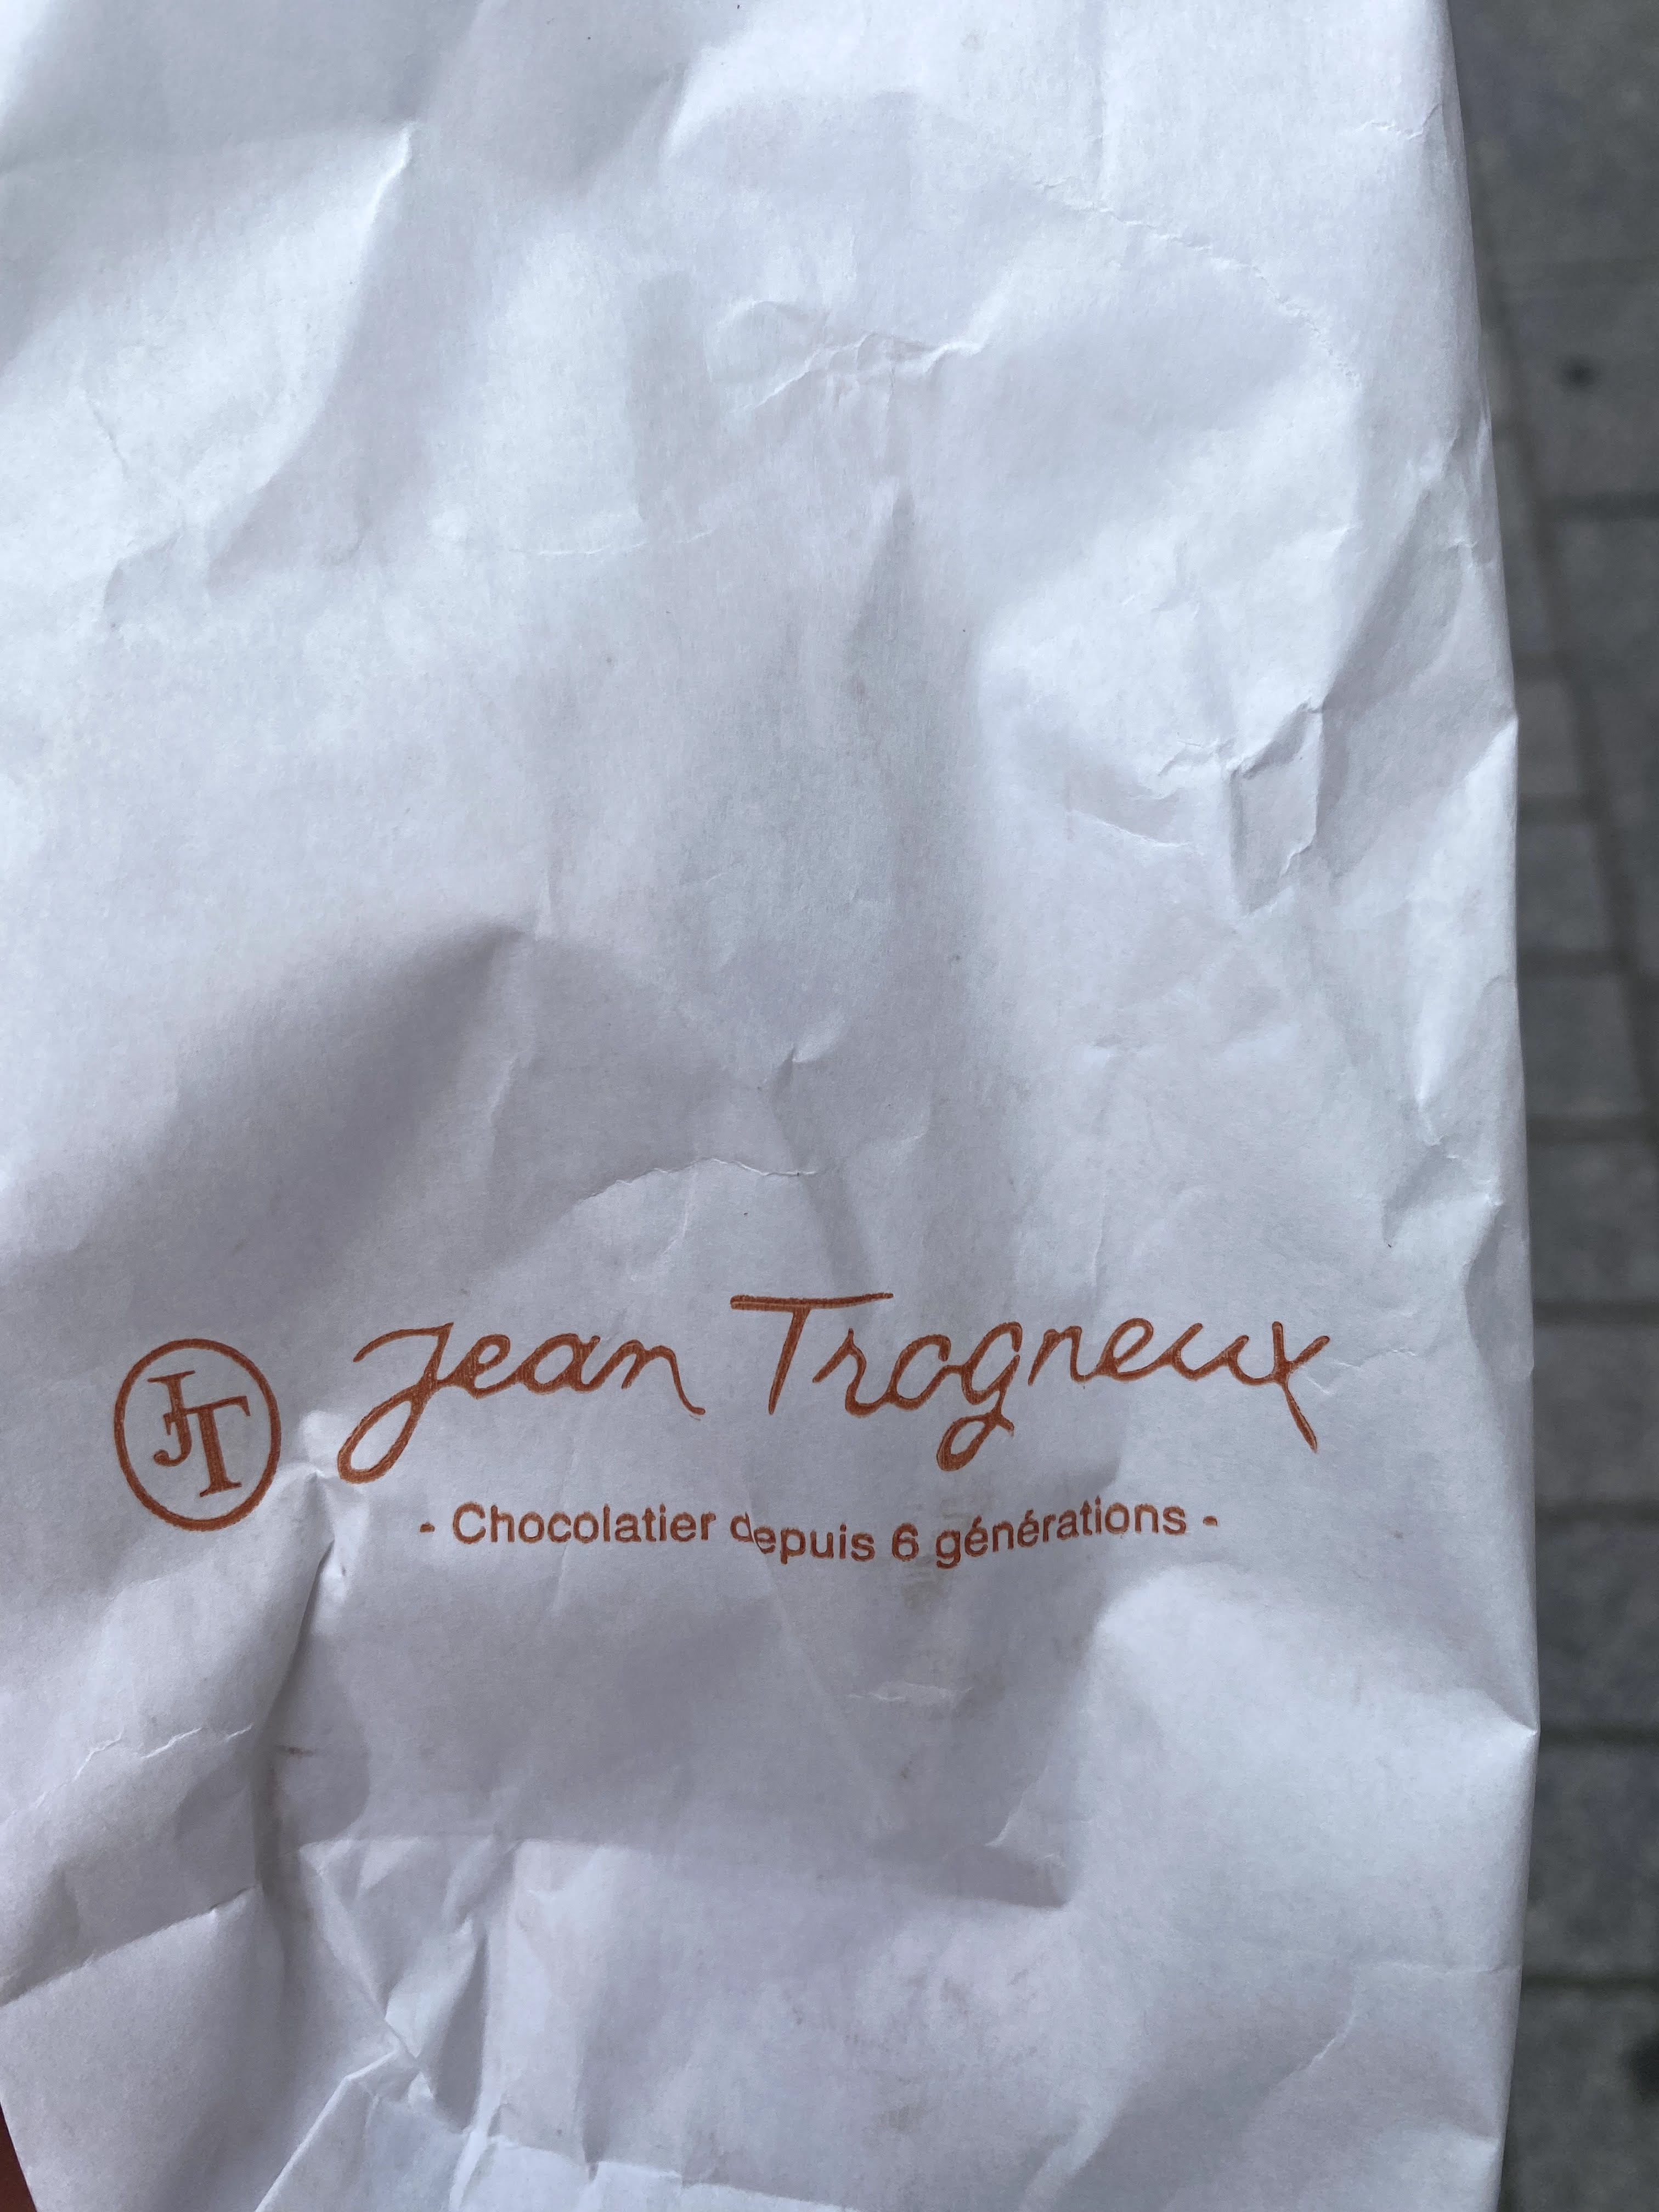 JT Jean Trogneux
- Chocolatier depuis 6 générations -